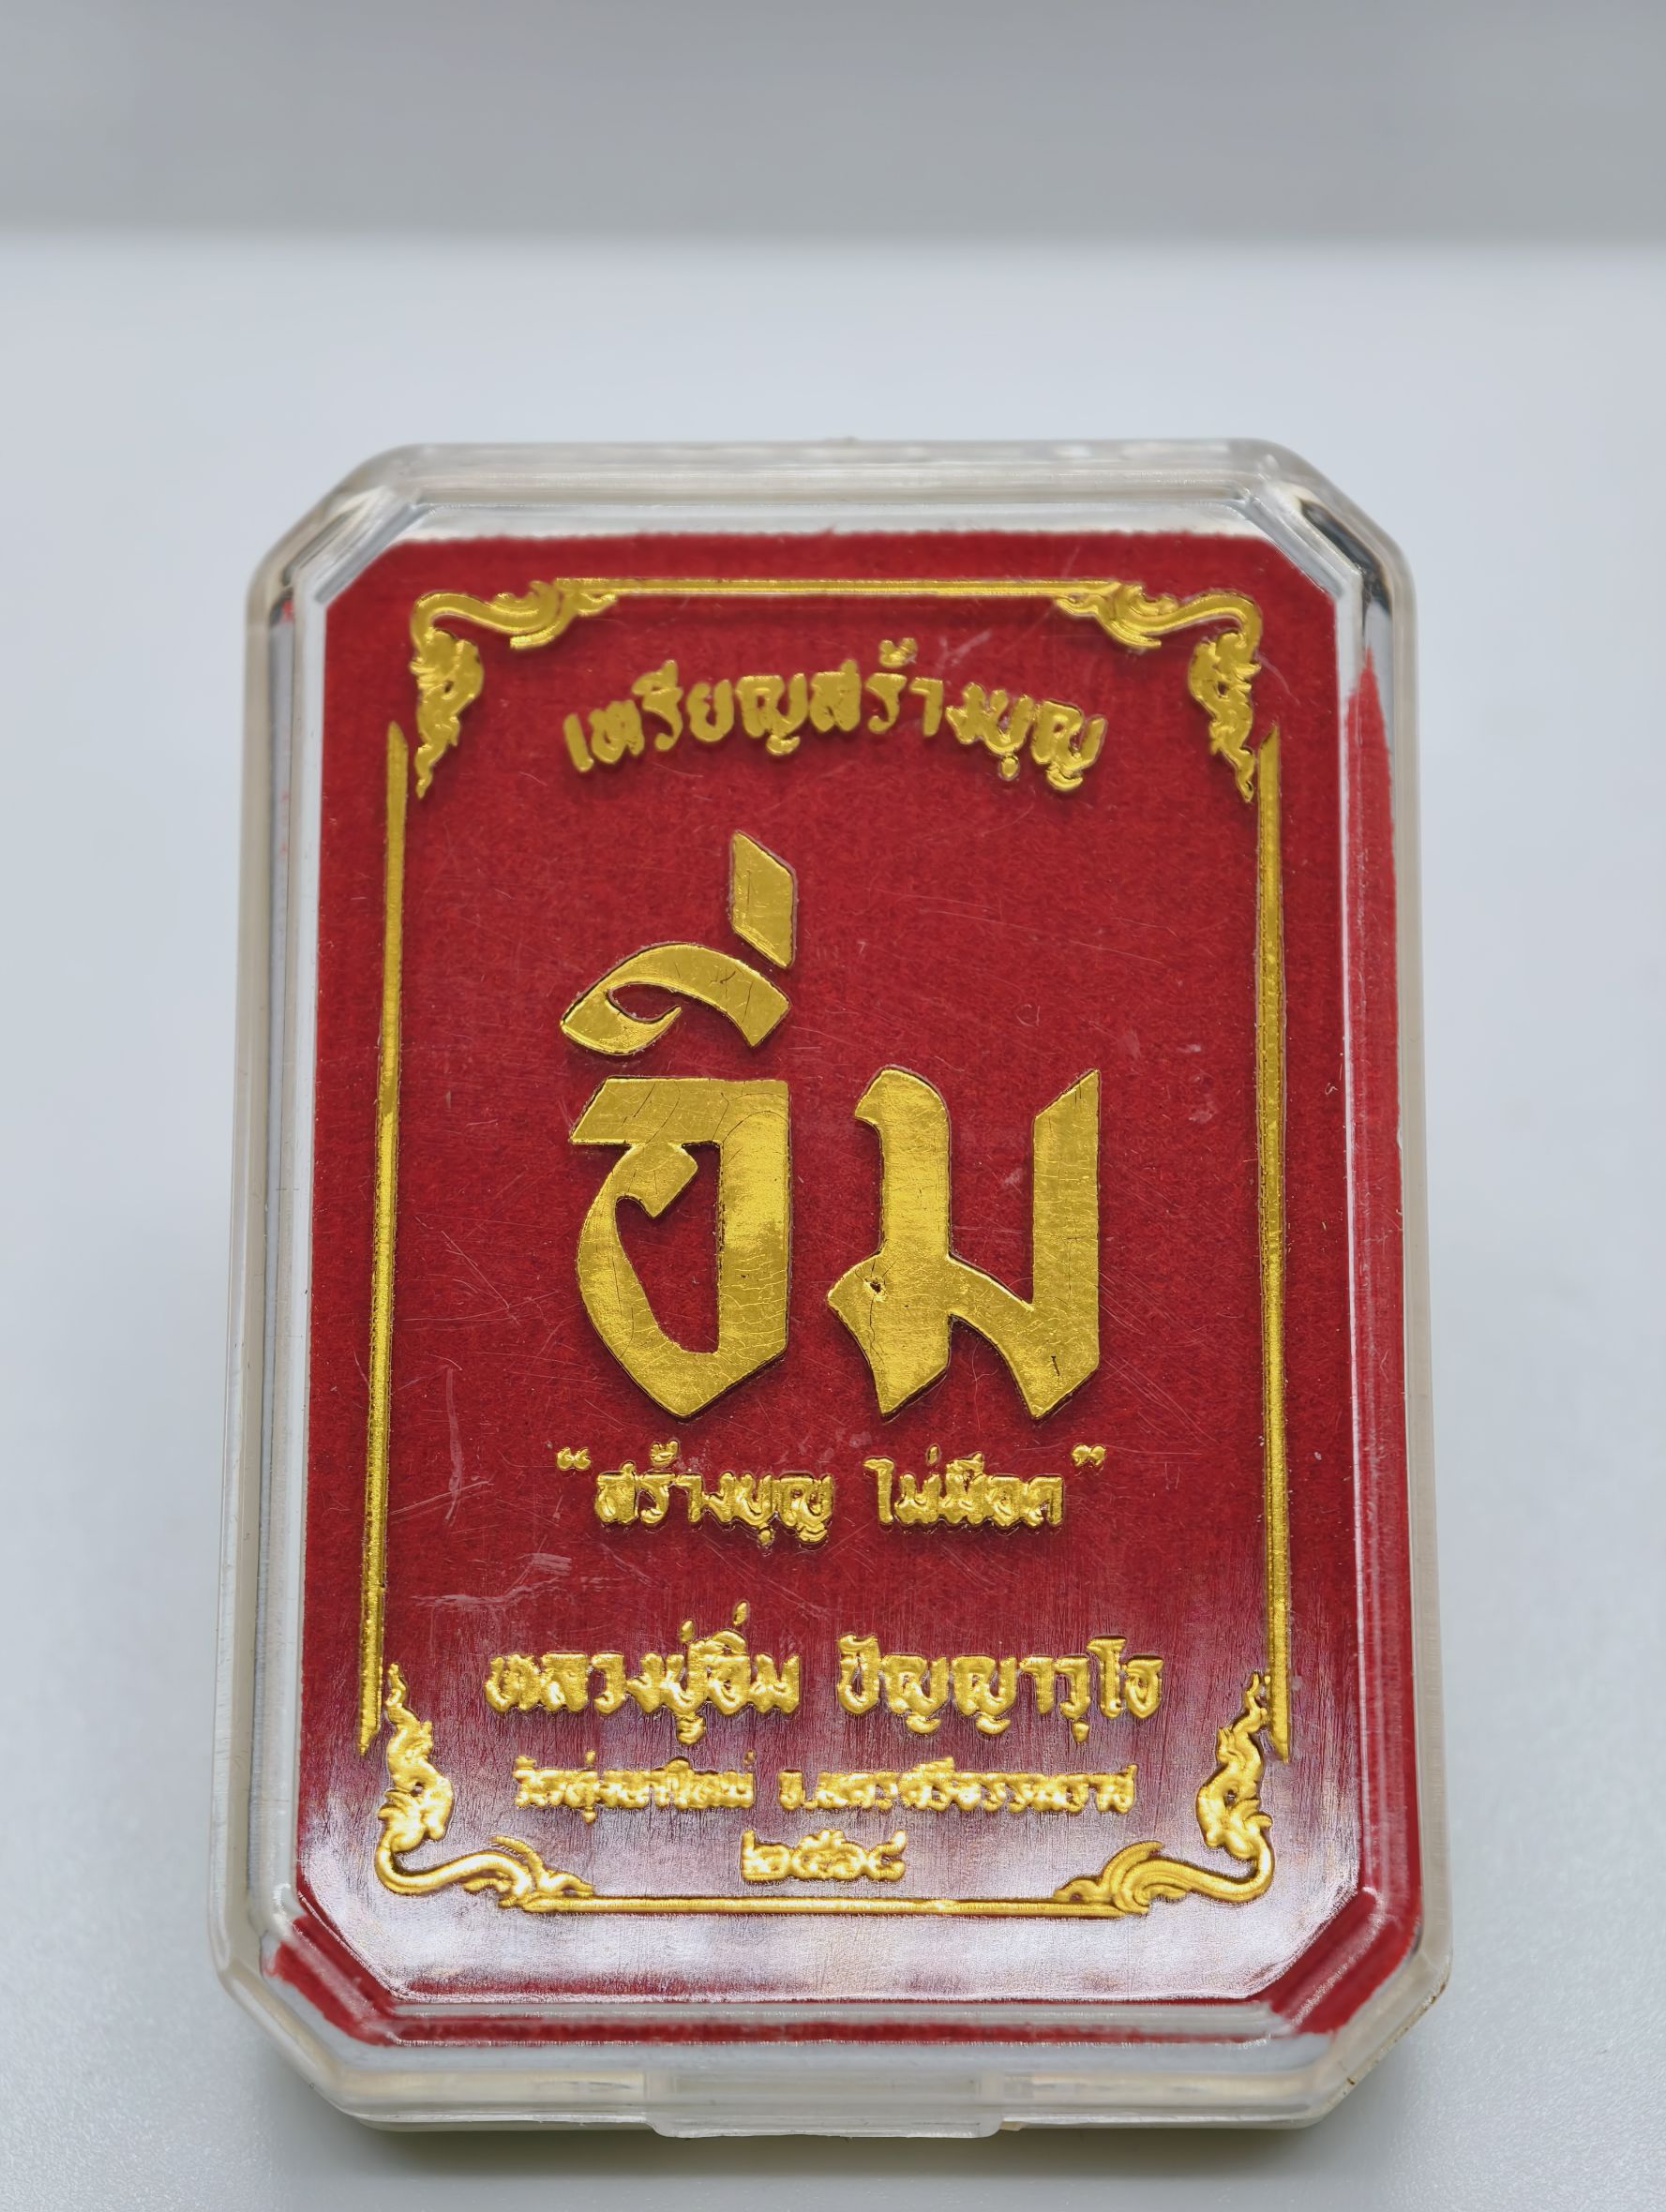 เหรียญสร้างบุญ
อิ่ม
“สร้างบุญ ไม่มีอด”
หลวงปู่อิ่ม ปัญญาวุโธ
วัดทุ่งนาใหม่ จ.นครศรีธรรมราช
๒๕๖๘